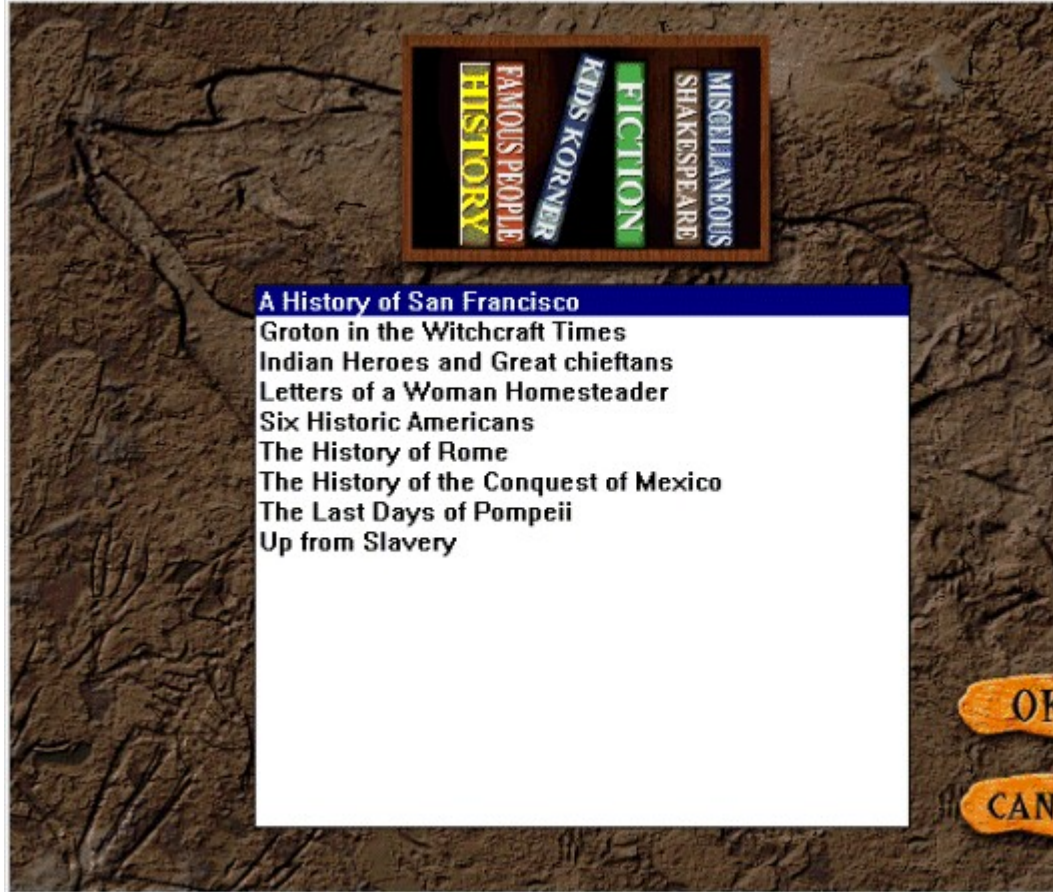 HISTORY
FAMOUS PEOPLE
KIDS KORNER
FICTION
SHAKESPEARE
MISCELLANEOUS
A History of San Francisco
Groton in the Witchcraft Times
Indian Heroes and Great chieftans
Letters of a Woman Homesteader
Six Historic Americans
The History of Rome
The History of the Conquest of Mexico
The Last Days of Pompeii
Up from Slavery
OK
CAN